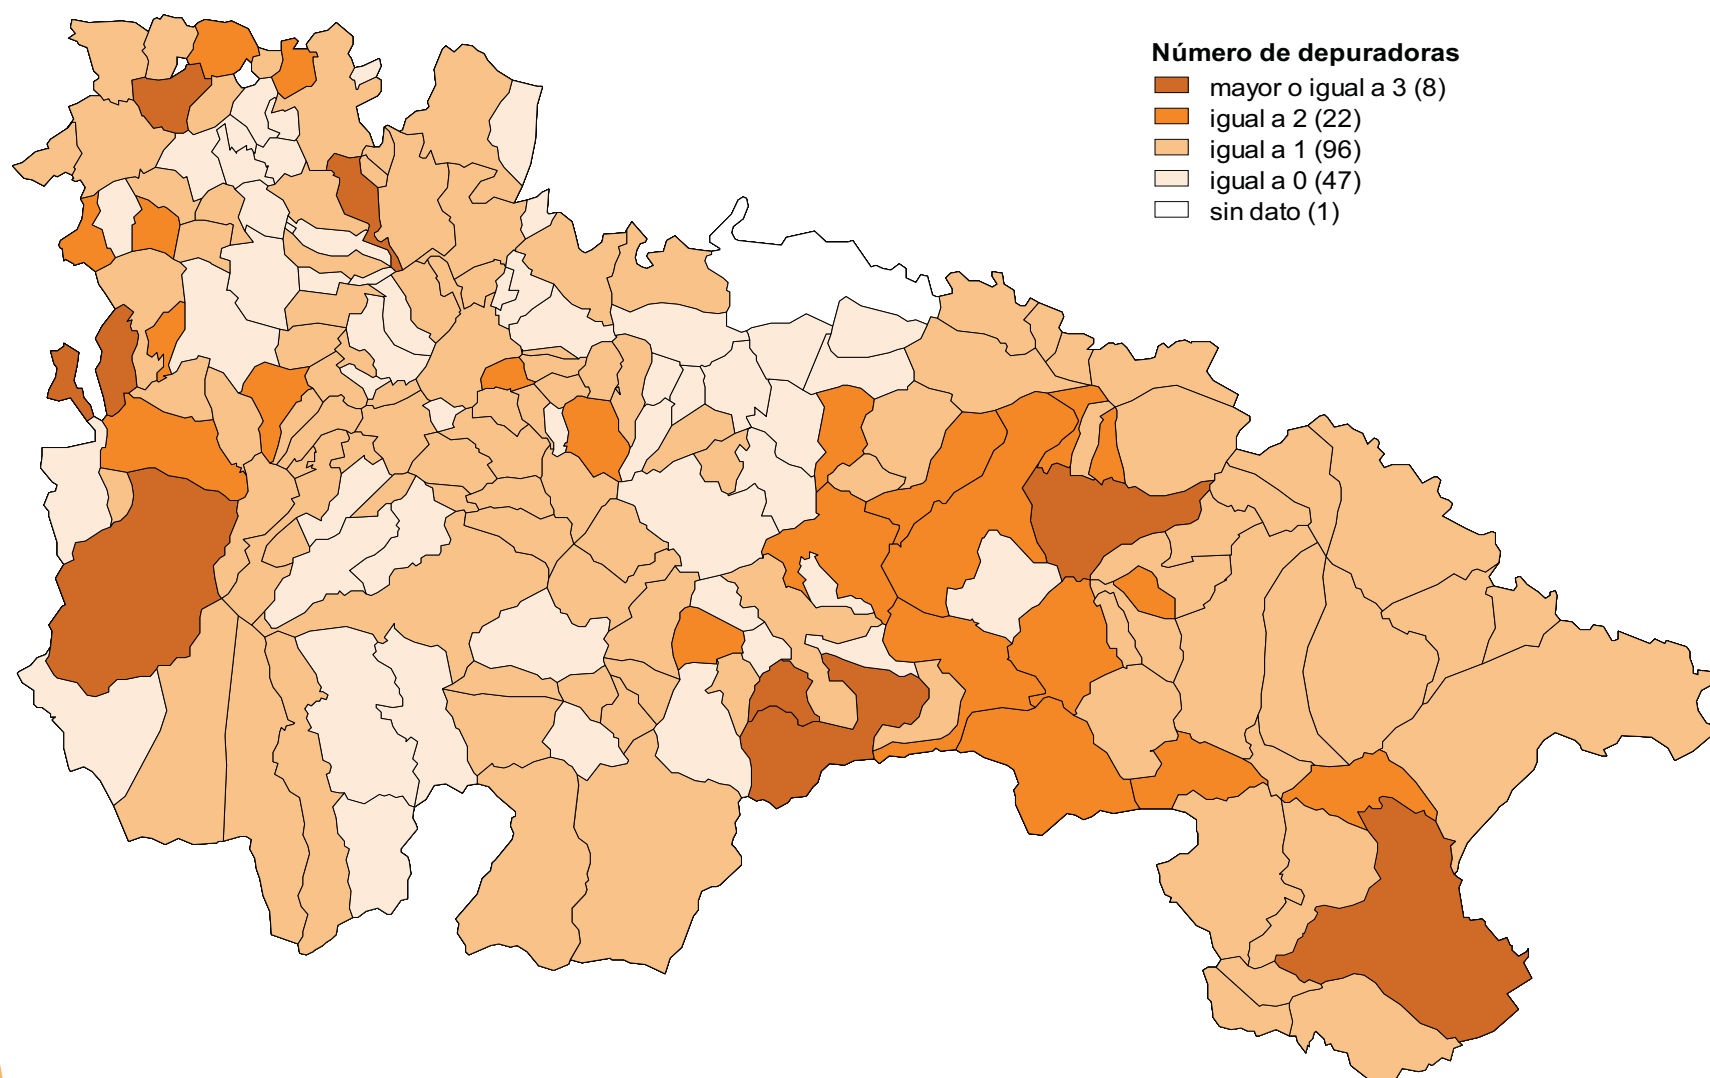 Número de depuradoras
mayor o igual a 3 (8)
igual a 2 (22)
igual a 1 (96)
igual a 0 (47)
sin dato (1)